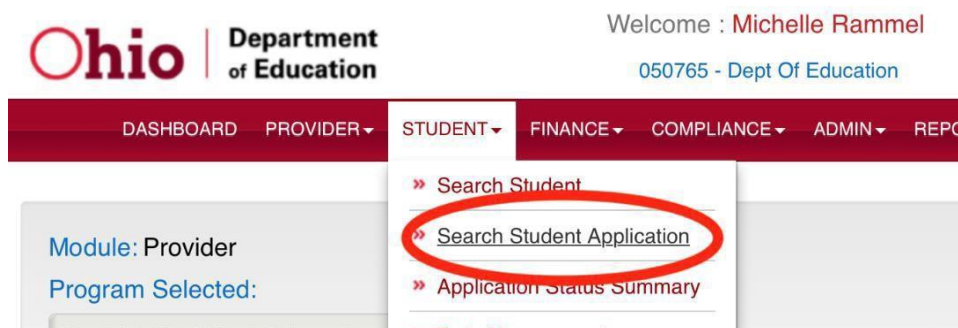 Ohio Department of Education
Welcome : Michelle Rammel
050765 - Dept Of Education
DASHBOARD PROVIDER STUDENT FINANCE COMPLIANCE ADMIN
» Search Student
» Search Student Application
» Application Status Summary
Module: Provider
Program Selected: